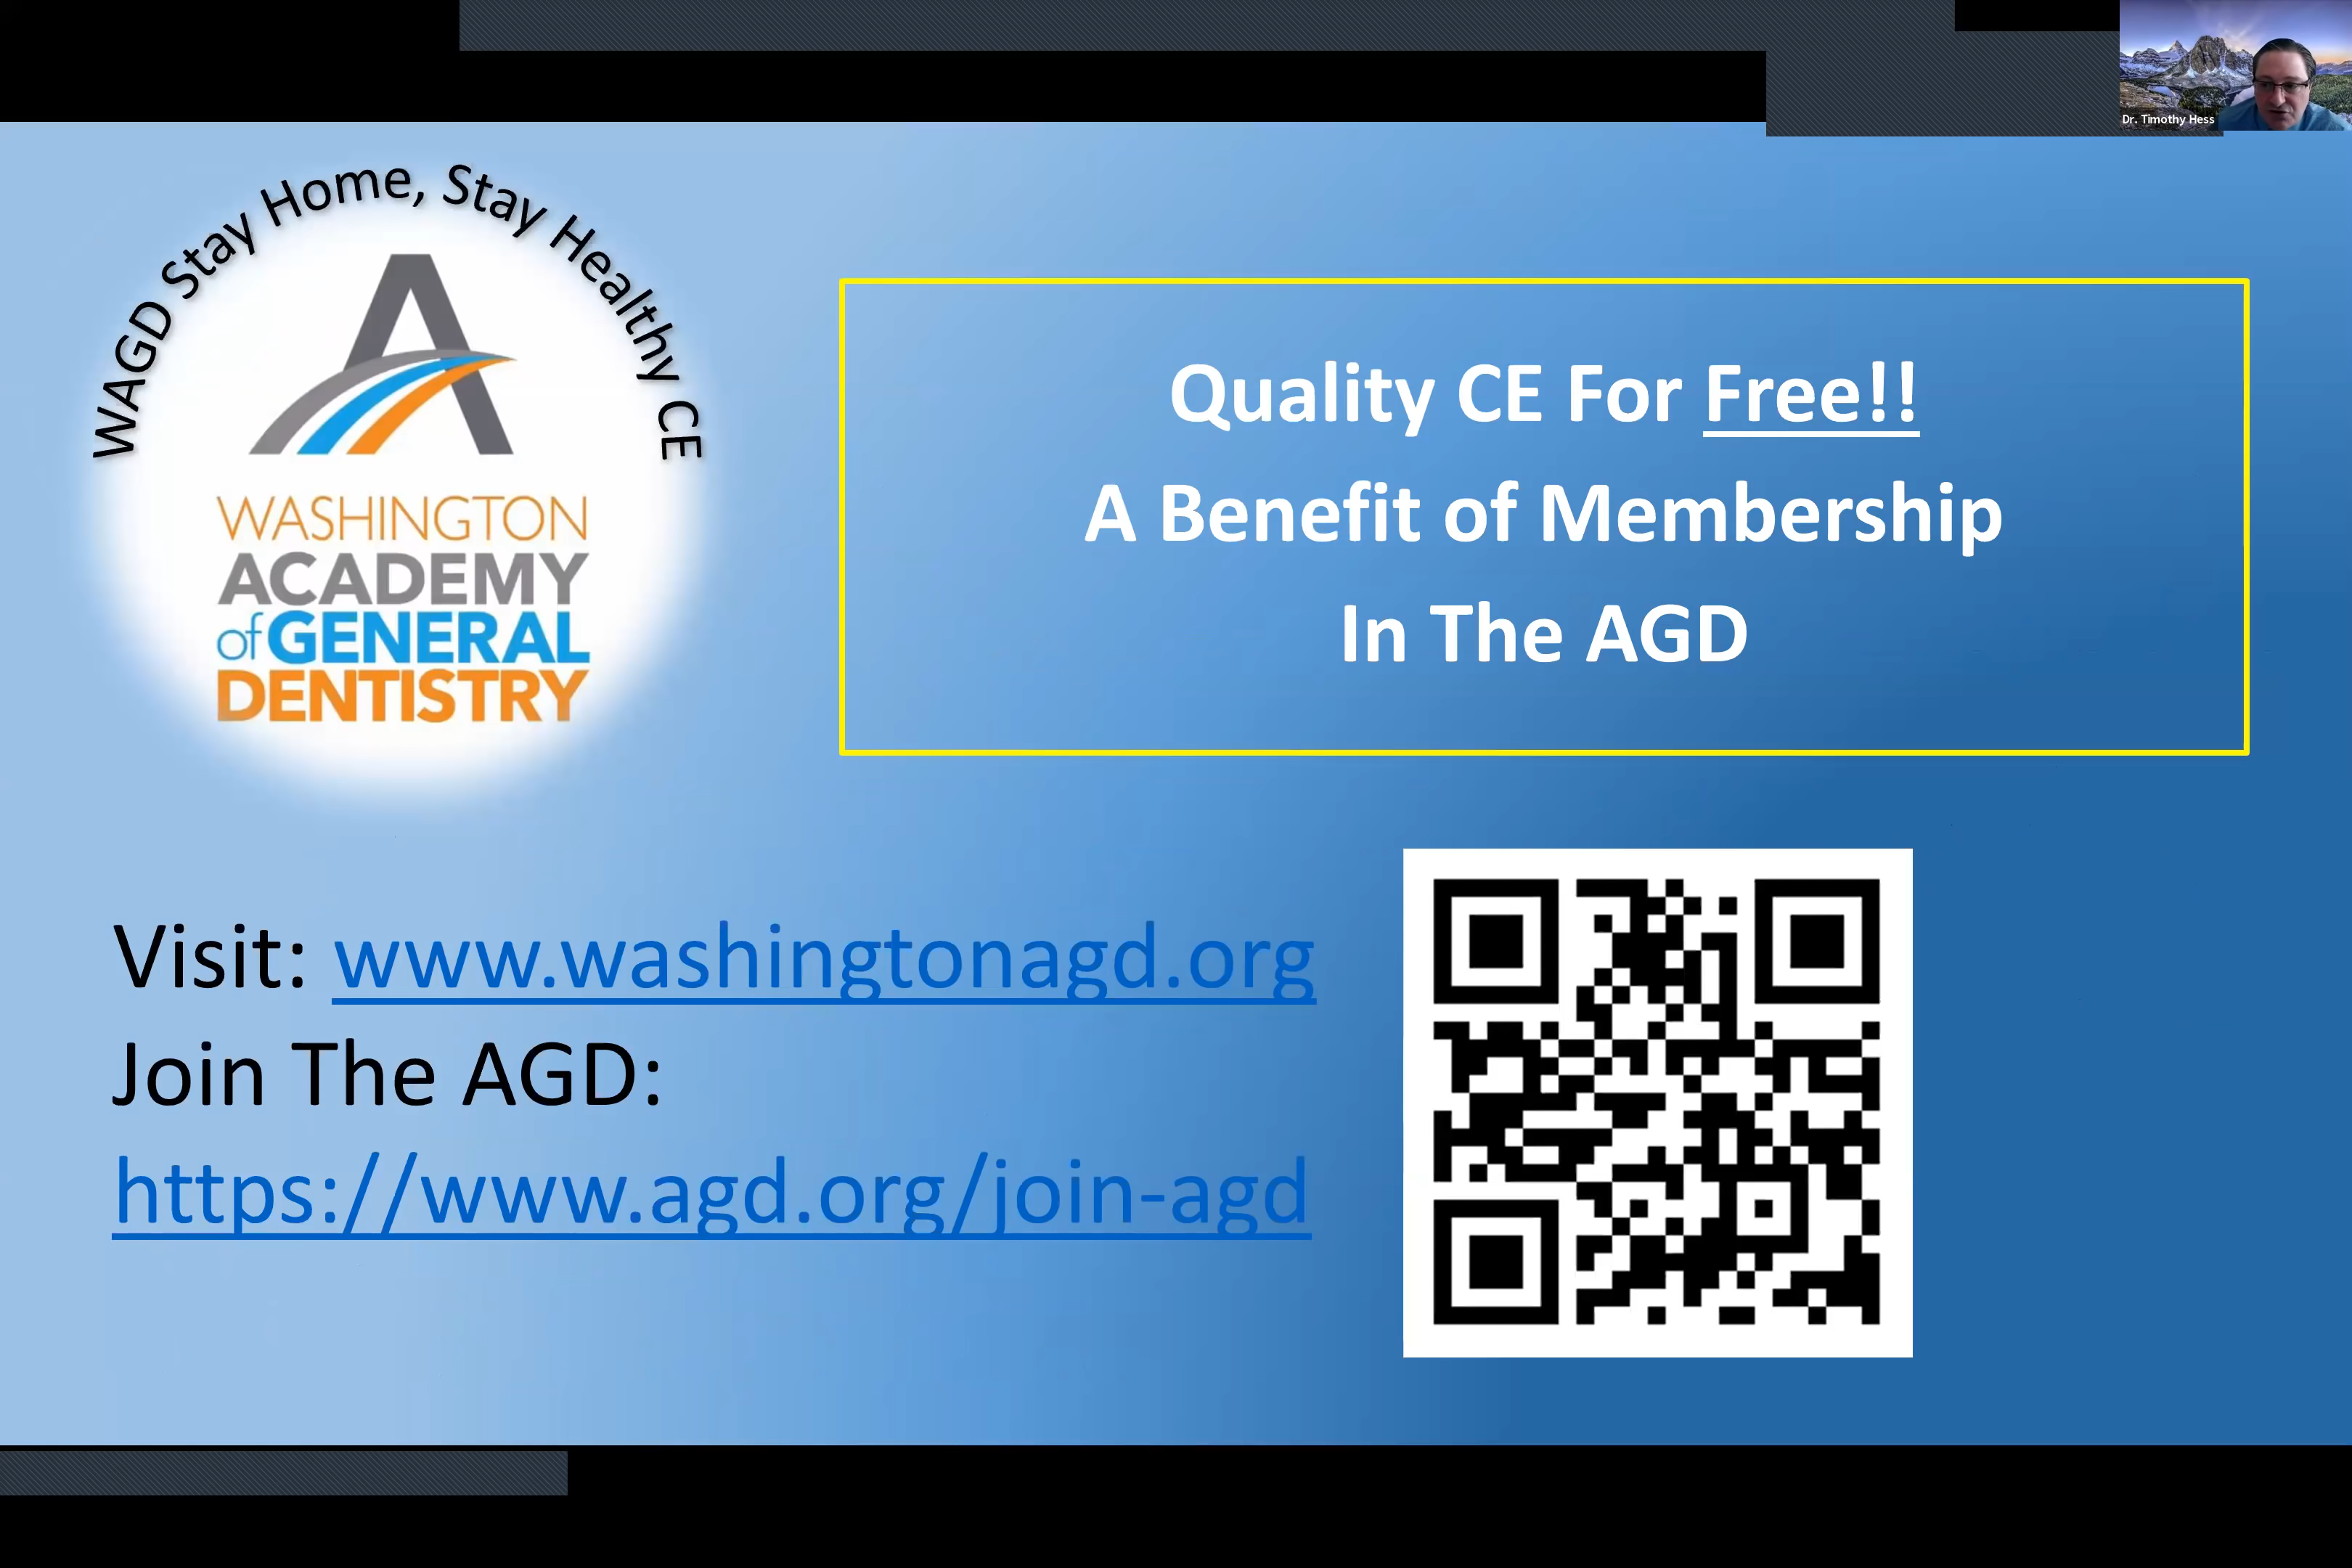 Dr. Timothy Hess
WAGD Stay Home, Stay Healthy CE
WASHINGTON
ACADEMY
of GENERAL
DENTISTRY
Quality CE For Free!!
A Benefit of Membership
In The AGD
Visit: www.washingtonagd.org
Join The AGD:
https://www.agd.org/join-agd